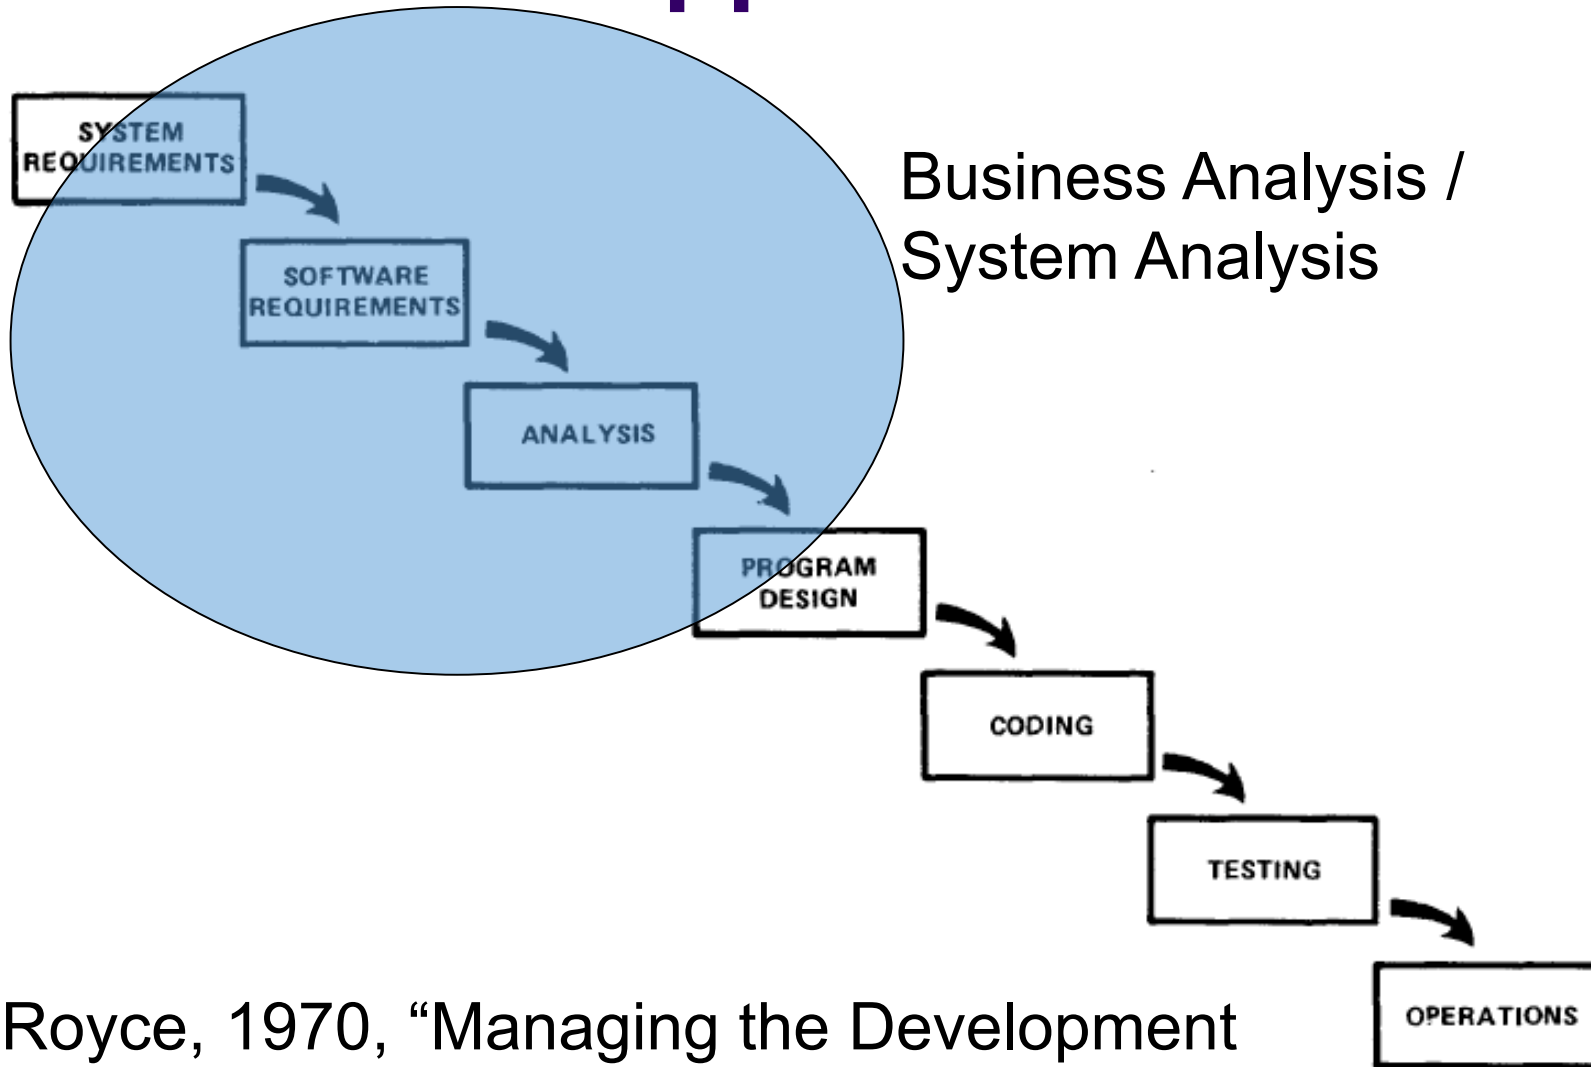 SYSTEM
REQUIREMENTS
Business Analysis /
System Analysis
SOFTWARE
REQUIREMENTS
ANALYSIS
PROGRAM
DESIGN
CODING
TESTING
OPERATIONS
Royce, 1970, “Managing the Development